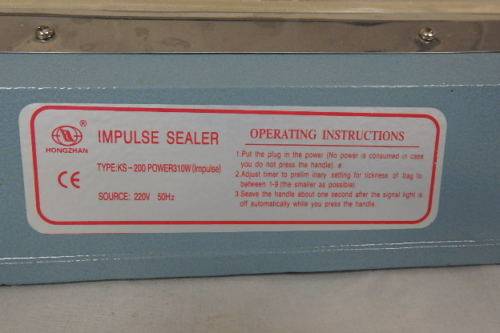 ®
HONGZHAN
CE
IMPULSE SEALER
TYPE:KS-200 POWER310W(Impulse)
SOURCE: 220V 50Hz
OPERATING INSTRUCTIONS
1.Put the plug in the power (No power is consumed in case
you do not press the handle). e
2.Adjust timer to prelim inary setting for tickness of bag to
between 1-9 (the smaller as possible)
3.Seave the handle about one second after the signal light is
off automatically while you press the handle.